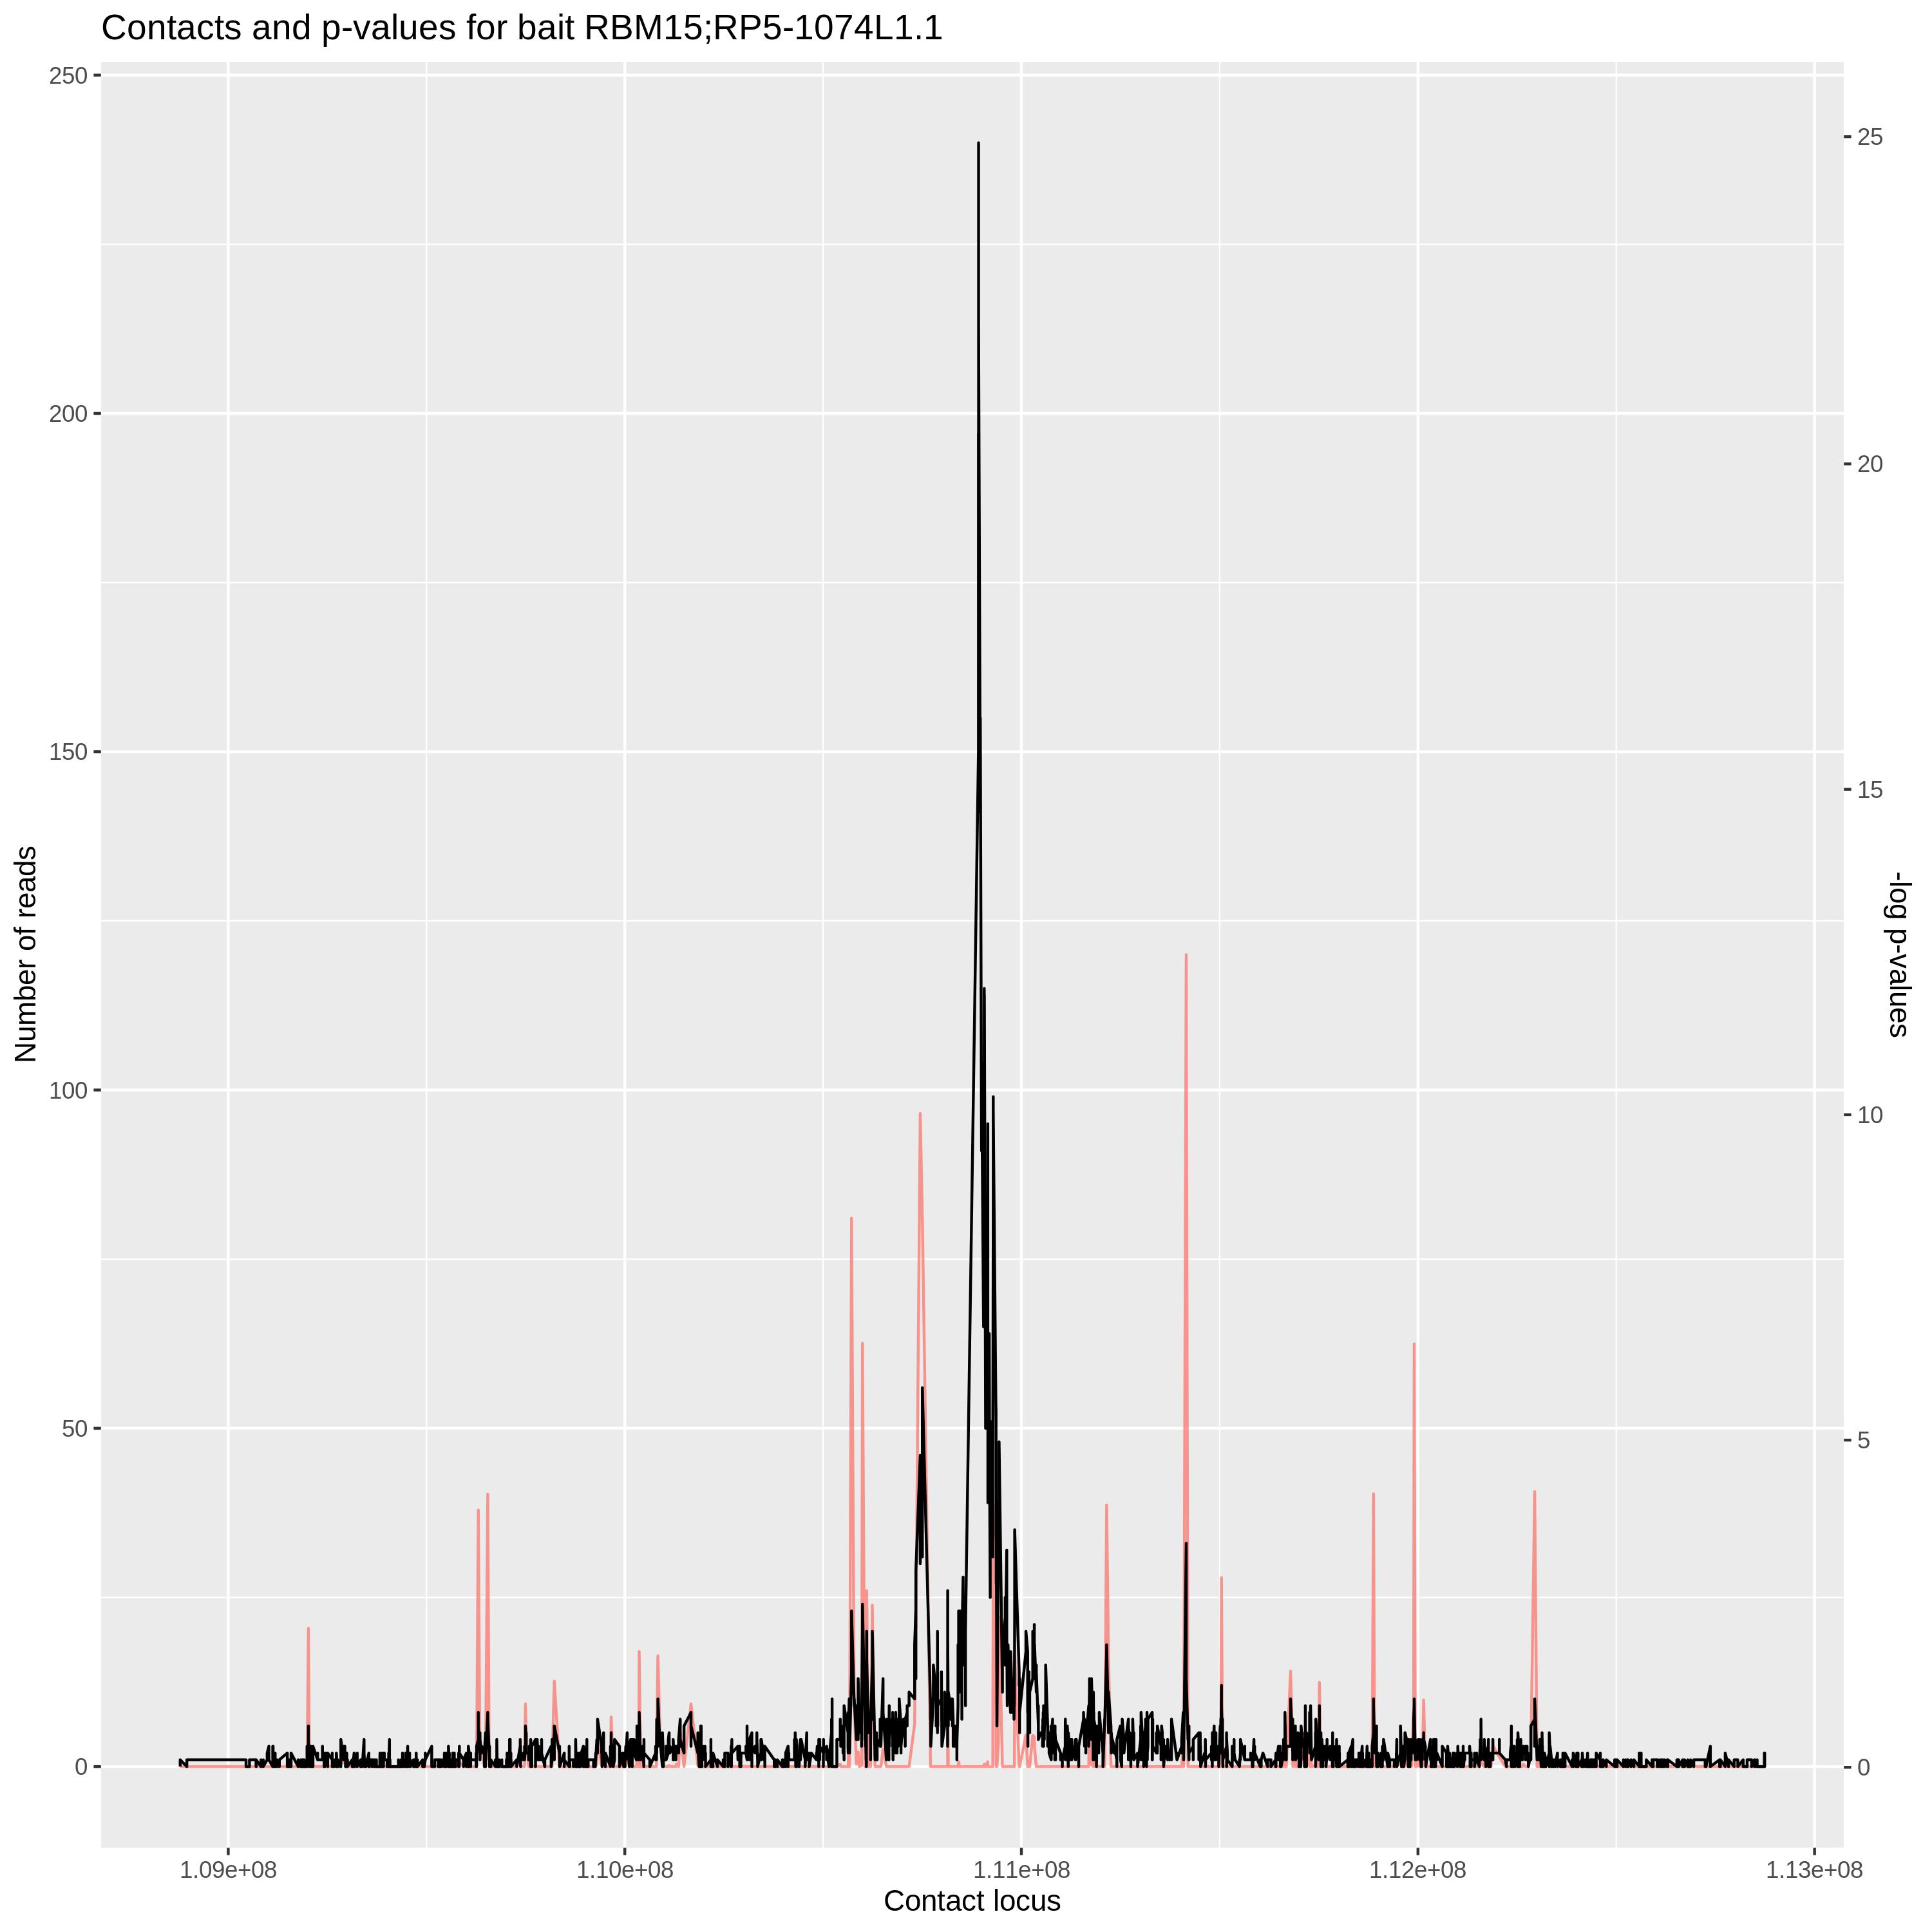 Contacts and p-values for bait RBM15;RP5-1074L1.1
250
200
150
100
50
0
Number of reads
25
20
15
10
5
0
-log p-values
1.09e+08
1.10e+08
1.11e+08
1.12e+08
1.13e+08
Contact locus